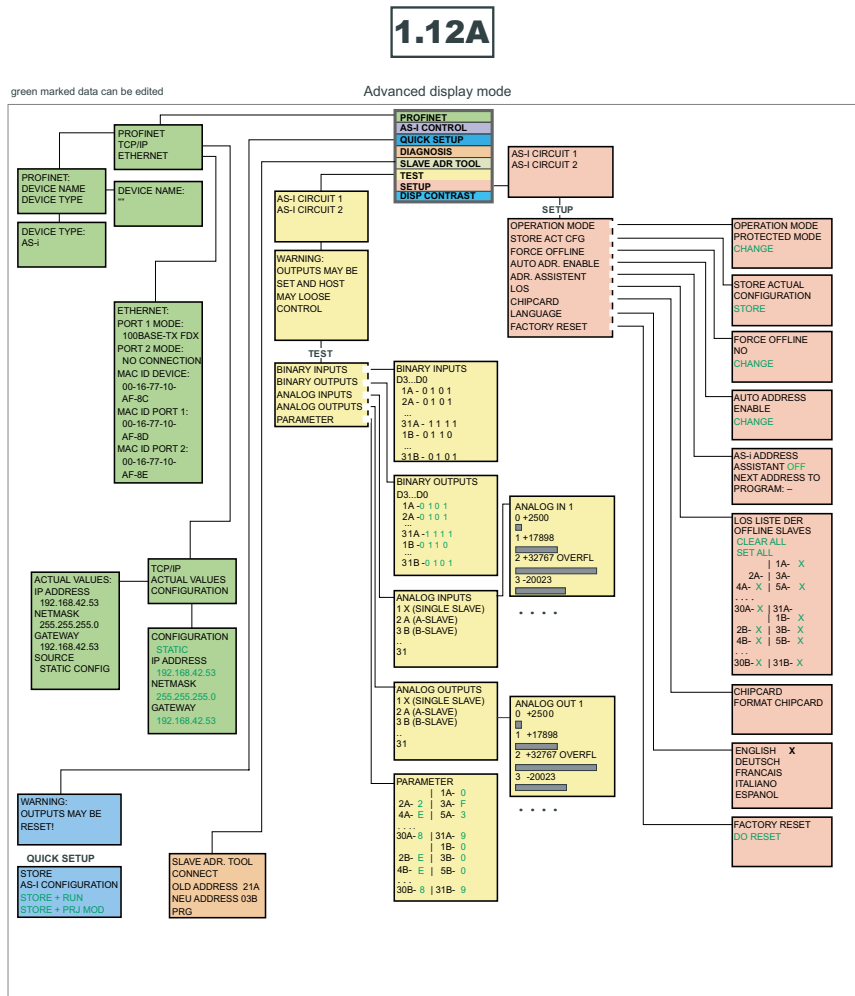 1.12A
green marked data can be edited
Advanced display mode
PROFINET
AS-I CONTROL
QUICK SETUP
DIAGNOSIS
SLAVE ADR TOOL
TEST
SETUP
DISP CONTRAST
PROFINET
TCP/IP
ETHERNET
PROFINET:
DEVICE NAME
DEVICE TYPE
DEVICE NAME:
""
DEVICE TYPE:
AS-i
ETHERNET:
PORT 1 MODE:
100BASE-TX FDX
PORT 2 MODE:
NO CONNECTION
MAC ID DEVICE:
00-16-77-10-
AF-8C
MAC ID PORT 1:
00-16-77-10-
AF-8D
MAC ID PORT 2:
00-16-77-10-
AF-8E
TCP/IP
ACTUAL VALUES
CONFIGURATION
ACTUAL VALUES:
IP ADDRESS
192.168.42.53
NETMASK
255.255.255.0
GATEWAY
192.168.42.53
SOURCE
STATIC CONFIG
CONFIGURATION
STATIC
IP ADDRESS
192.168.42.53
NETMASK
255.255.255.0
GATEWAY
192.168.42.53
WARNING:
OUTPUTS MAY BE
RESET!
QUICK SETUP
STORE
AS-I CONFIGURATION
STORE + RUN
STORE + PRJ MOD
SLAVE ADR. TOOL
CONNECT
OLD ADDRESS 21A
NEU ADDRESS 03B
PRG
AS-I CIRCUIT 1
AS-I CIRCUIT 2
WARNING:
OUTPUTS MAY BE
SET AND HOST
MAY LOOSE
CONTROL
TEST
BINARY INPUTS
BINARY OUTPUTS
ANALOG INPUTS
ANALOG OUTPUTS
PARAMETER
BINARY INPUTS
D3...D0
1A - 0 1 0 1
2A - 0 1 0 1
...
31A - 1 1 1 1
1B - 0 1 1 0
...
31B - 0 1 0 1
BINARY OUTPUTS
D3...D0
1A -0 1 0 1
2A -0 1 0 1
...
31A -1 1 1 1
1B -0 1 1 0
...
31B -0 1 0 1
ANALOG INPUTS
1 X (SINGLE SLAVE)
2 A (A-SLAVE)
3 B (B-SLAVE)
..
31
ANALOG OUTPUTS
1 X (SINGLE SLAVE)
2 A (A-SLAVE)
3 B (B-SLAVE)
..
31
PARAMETER
| 1A- 0
2A- 2 | 3A- F
4A- E | 5A- 3
. . . .
30A- 8 |31A- 9
| 1B- 0
2B- E | 3B- 0
4B- E | 5B- 0
. . .
30B- 8 | 31B- 9
ANALOG IN 1
0 +2500
1 +17898
2 +32767 OVERFL
3 -20023
. . . .
ANALOG OUT 1
0 +2500
1 +17898
2 +32767 OVERFL
3 -20023
. . . .
AS-I CIRCUIT 1
AS-I CIRCUIT 2
SETUP
OPERATION MODE
STORE ACT CFG
FORCE OFFLINE
AUTO ADR. ENABLE
ADR. ASSISTENT
LOS
CHIPCARD
LANGUAGE
FACTORY RESET
OPERATION MODE
PROTECTED MODE
CHANGE
STORE ACTUAL
CONFIGURATION
STORE
FORCE OFFLINE
NO
CHANGE
AUTO ADDRESS
ENABLE
CHANGE
AS-i ADDRESS
ASSISTANT OFF
NEXT ADDRESS TO
PROGRAM: –
LOS LISTE DER
OFFLINE SLAVES
CLEAR ALL
SET ALL
| 1A- X
2A- | 3A-
4A- X | 5A- X
. . . .
30A- X | 31A-
| 1B- X
2B- X | 3B- X
4B- X | 5B- X
. . .
30B- X | 31B- X
CHIPCARD
FORMAT CHIPCARD
ENGLISH X
DEUTSCH
FRANCAIS
ITALIANO
ESPANOL
FACTORY RESET
DO RESET